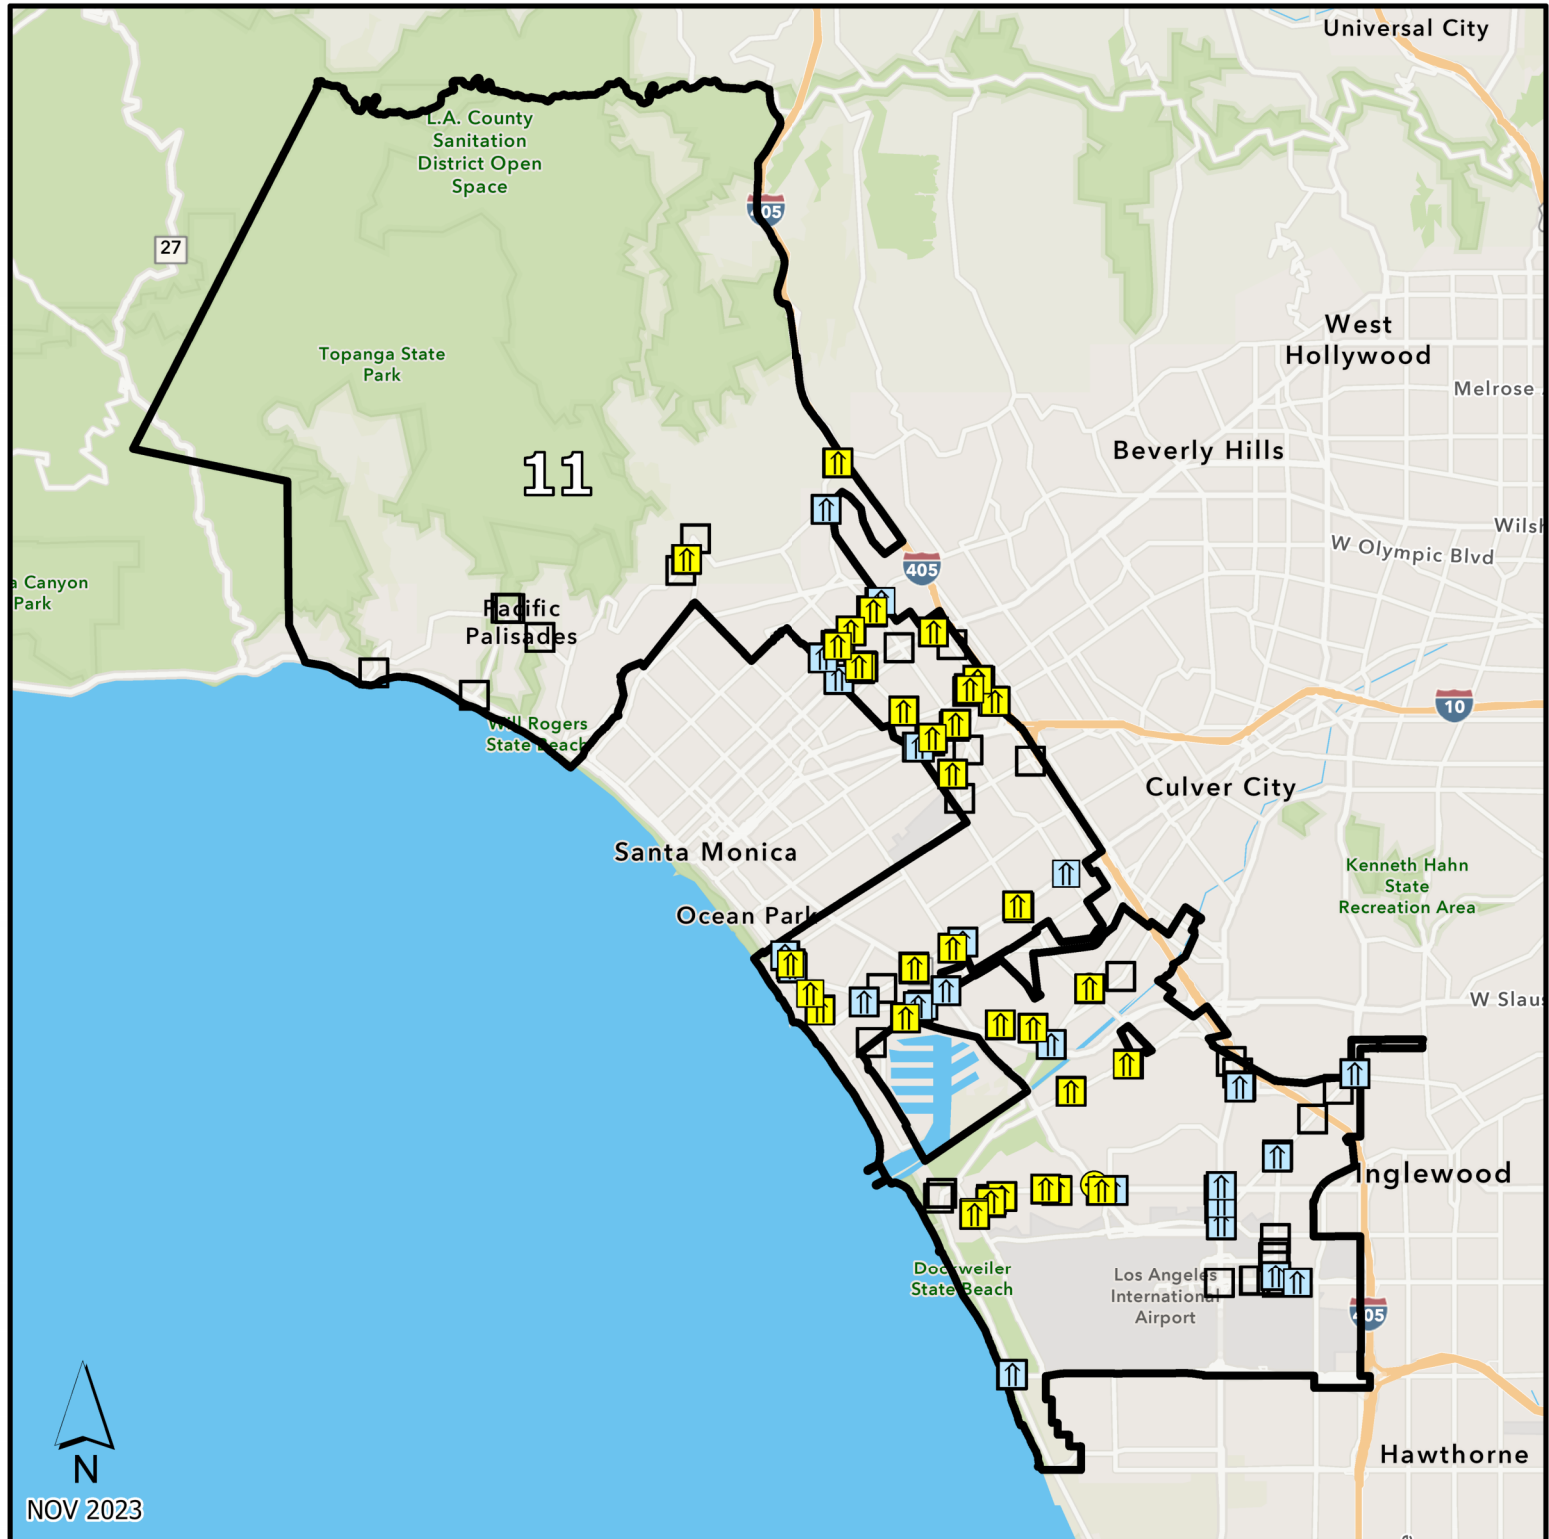 Universal City
L.A. County
Sanitation
District Open
Space
405
27
West
Hollywood
Topanga State
Park
Melrose
Beverly Hills
11
W Olympic Blvd
405
a Canyon
Park
Pacific
Palisades
10
Will Rogers
State Beach
Culver City
Santa Monica
Kenneth Hahn
State
Recreation Area
Ocean Park
W Slaus
Inglewood
Dockweiler
State Beach
Los Angeles
International
Airport
405
Hawthorne
N
NOV 2023